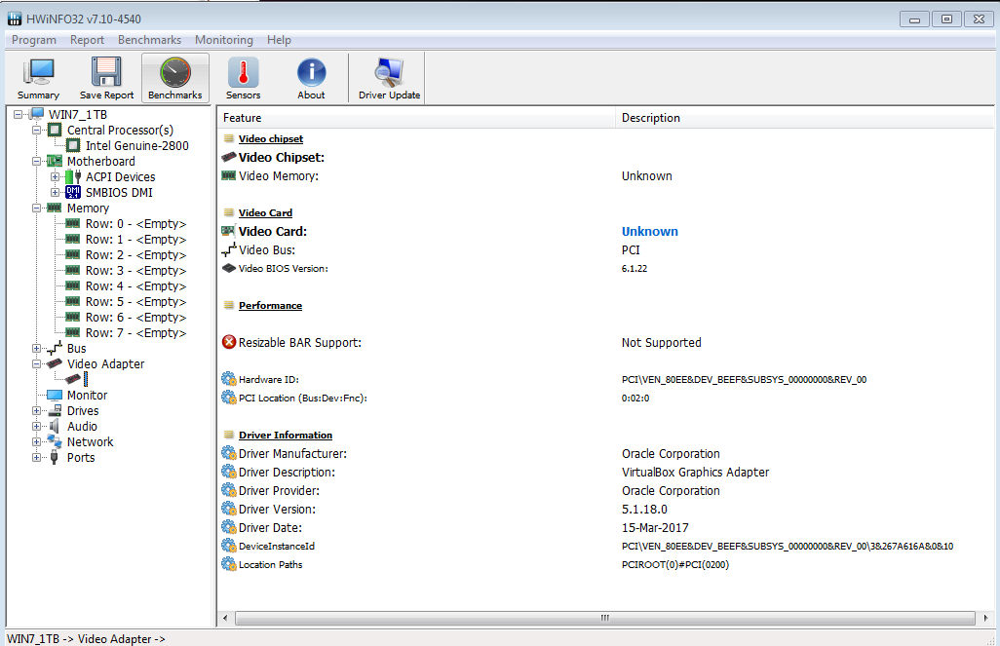 HWiNFO32 v7.10-4540
Program Report Benchmarks Monitoring Help
Summary Save Report Benchmarks Sensors About Driver Update
WIN7_1TB
Central Processor(s)
Intel Genuine-2800
Motherboard
ACPI Devices
SMBIOS DMI
Memory
Row: 0 - <Empty>
Row: 1 - <Empty>
Row: 2 - <Empty>
Row: 3 - <Empty>
Row: 4 - <Empty>
Row: 5 - <Empty>
Row: 6 - <Empty>
Row: 7 - <Empty>
Bus
Video Adapter
Monitor
Drives
Audio
Network
Ports
Feature Description
Video chipset
Video Chipset:
Video Memory: Unknown
Video Card
Video Card: Unknown
Video Bus: PCI
Video BIOS Version: 6.1.22
Performance
Resizable BAR Support: Not Supported
Hardware ID: PCI\VEN_80EE&DEV_BEEF&SUBSYS_00000000&REV_00
PCI Location (Bus:Dev:Fnc): 0:02:0
Driver Information
Driver Manufacturer: Oracle Corporation
Driver Description: VirtualBox Graphics Adapter
Driver Provider: Oracle Corporation
Driver Version: 5.1.18.0
Driver Date: 15-Mar-2017
DeviceInstanceId PCI\VEN_80EE&DEV_BEEF&SUBSYS_00000000&REV_00\3&267A616A&0&10
Location Paths PCIROOT(0)#PCI(0200)
WIN7_1TB -> Video Adapter ->